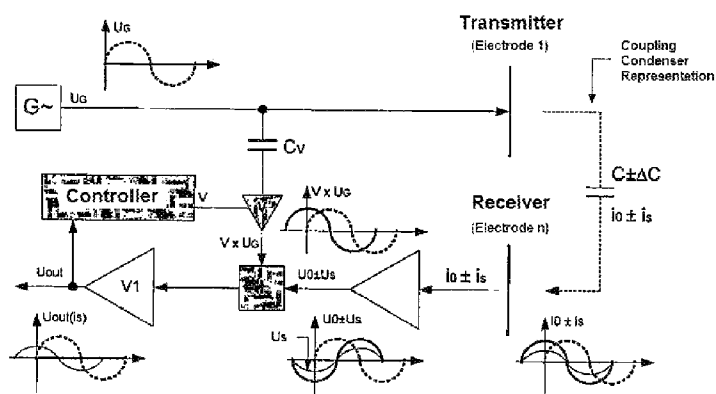 UG
Transmitter
(Electrode 1)
Coupling
Condenser
Representation
G~
UG
CV
C±ΔC
i0 ± is
Controller
V
V
V x UG
Receiver
(Electrode n)
V x UG
Uout
V1
U0±Us
i0 ± is
Uout(is)
Us
U0±Us
I0 ± is